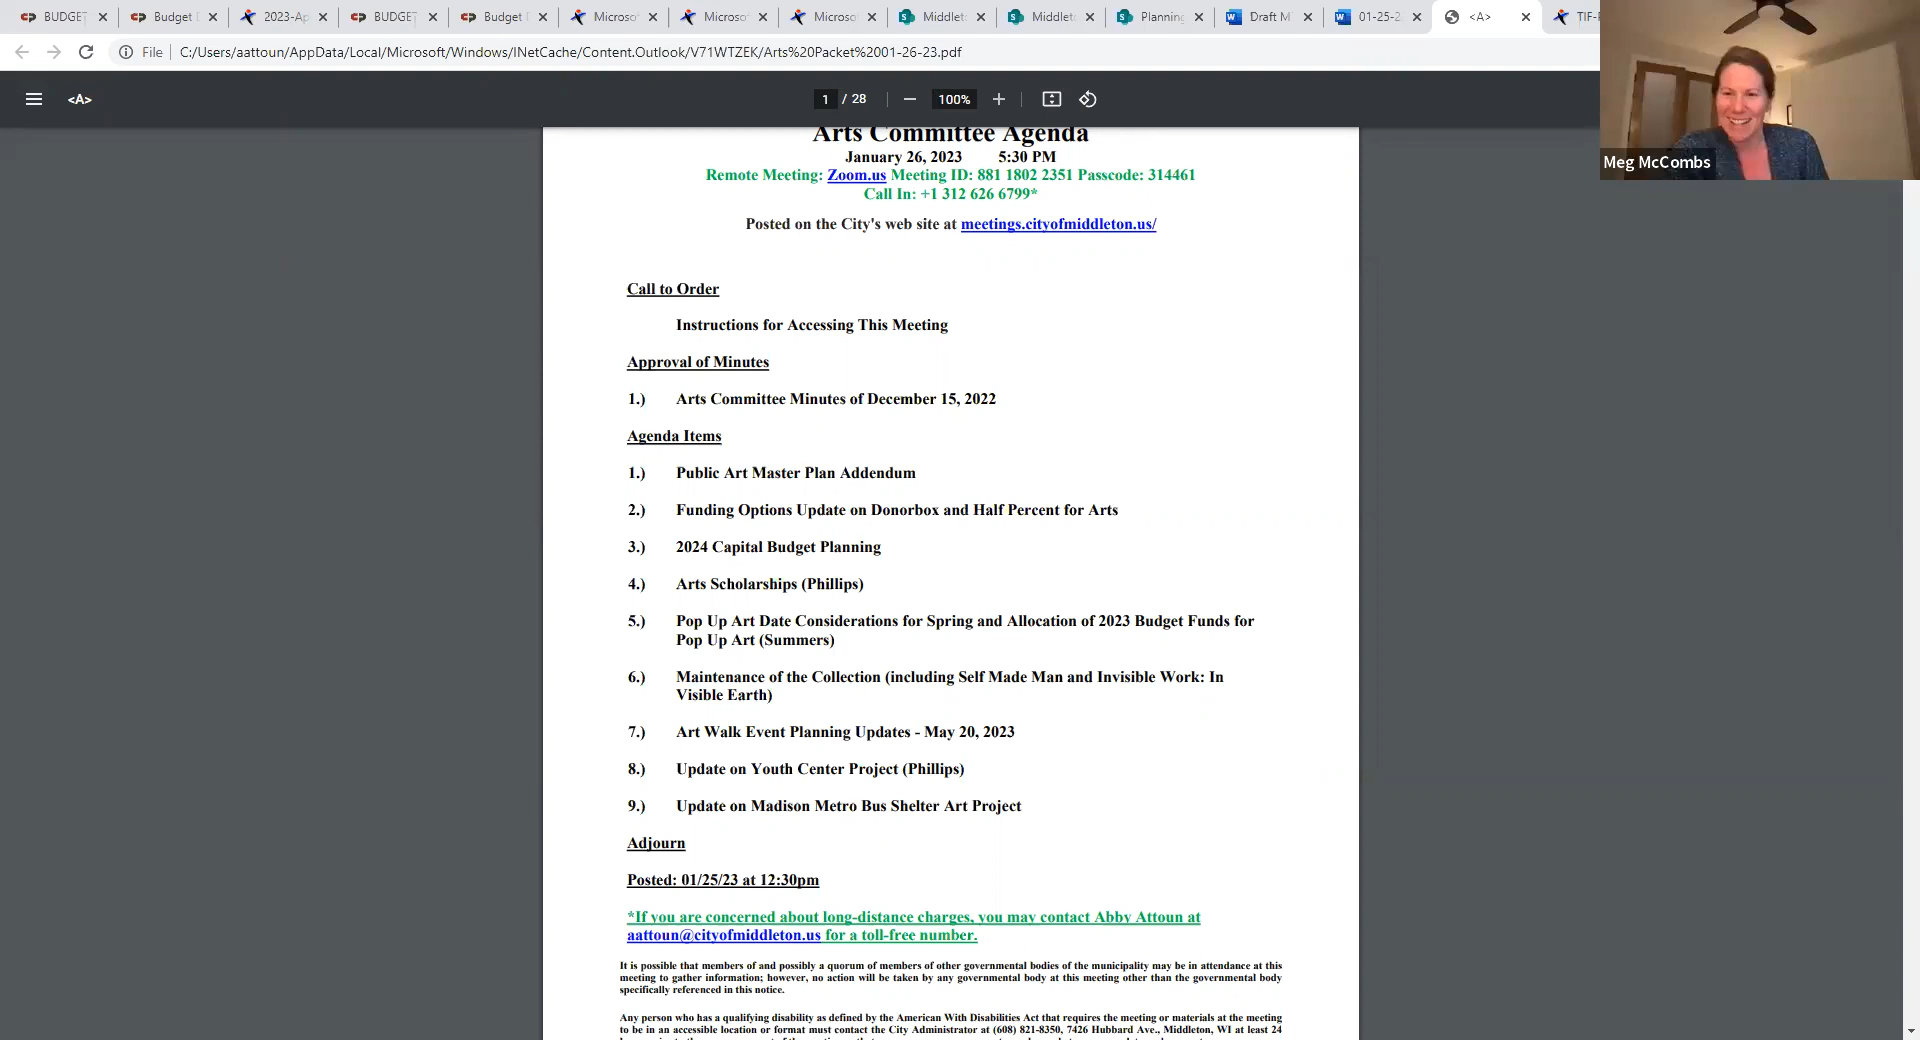 BUDGET
Budget D
2023-Ap
BUDGET
Budget D
Microso
Microso
Microso
Middlet
Middlet
Planning
Draft M
01-25-2
<A>
TIF-F
File
C:/Users/aattoun/AppData/Local/Microsoft/Windows/INetCache/Content.Outlook/V71WTZEK/Arts%20Packet%2001-26-23.pdf
<A>
1 / 28
100%
Meg McCombs
Arts Committee Agenda
January 26, 2023 5:30 PM
Remote Meeting: Zoom.us Meeting ID: 881 1802 2351 Passcode: 314461
Call In: +1 312 626 6799*
Posted on the City's web site at meetings.cityofmiddleton.us/
Call to Order
Instructions for Accessing This Meeting
Approval of Minutes
1.) Arts Committee Minutes of December 15, 2022
Agenda Items
1.) Public Art Master Plan Addendum
2.) Funding Options Update on Donorbox and Half Percent for Arts
3.) 2024 Capital Budget Planning
4.) Arts Scholarships (Phillips)
5.) Pop Up Art Date Considerations for Spring and Allocation of 2023 Budget Funds for
Pop Up Art (Summers)
6.) Maintenance of the Collection (including Self Made Man and Invisible Work: In
Visible Earth)
7.) Art Walk Event Planning Updates - May 20, 2023
8.) Update on Youth Center Project (Phillips)
9.) Update on Madison Metro Bus Shelter Art Project
Adjourn
Posted: 01/25/23 at 12:30pm
*If you are concerned about long-distance charges, you may contact Abby Attoun at
aattoun@cityofmiddleton.us for a toll-free number.
It is possible that members of and possibly a quorum of members of other governmental bodies of the municipality may be in attendance at this
meeting to gather information; however, no action will be taken by any governmental body at this meeting other than the governmental body
specifically referenced in this notice.
Any person who has a qualifying disability as defined by the American With Disabilities Act that requires the meeting or materials at the meeting
to be in an accessible location or format must contact the City Administrator at (608) 821-8350, 7426 Hubbard Ave., Middleton, WI at least 24